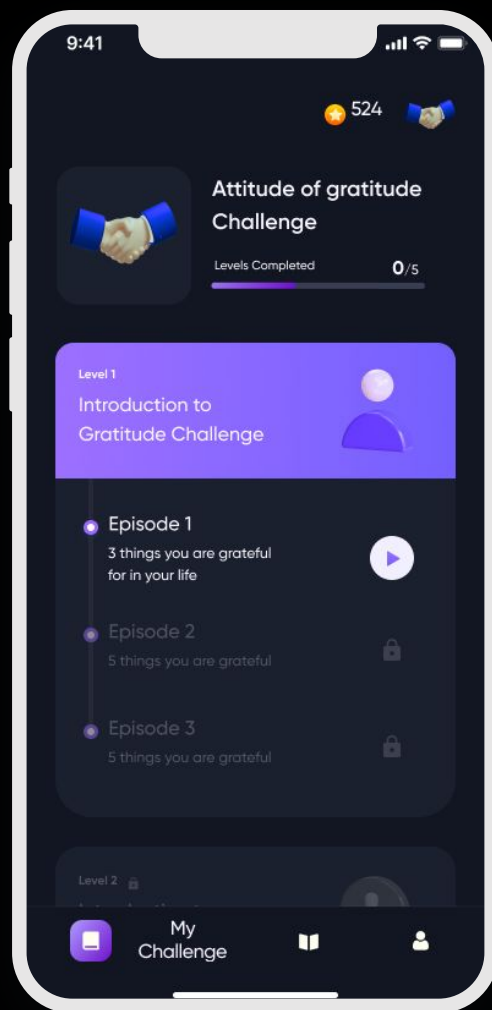 9:41
524
Attitude of gratitude
Challenge
Levels Completed 0/5
Level 1
Introduction to
Gratitude Challenge
Episode 1
3 things you are grateful
for in your life
Episode 2
5 things you are grateful
Episode 3
5 things you are grateful
Level 2
My
Challenge